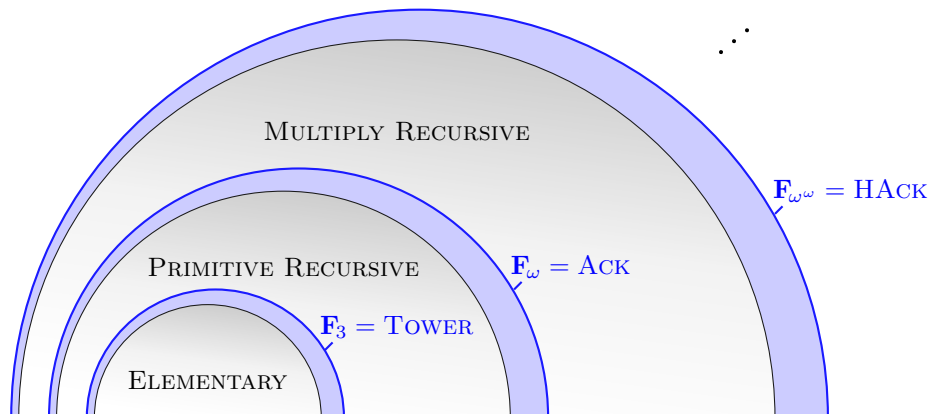 MULTIPLY RECURSIVE
F_{ω^ω} = HACK
PRIMITIVE RECURSIVE
F_ω = ACK
F_3 = TOWER
ELEMENTARY